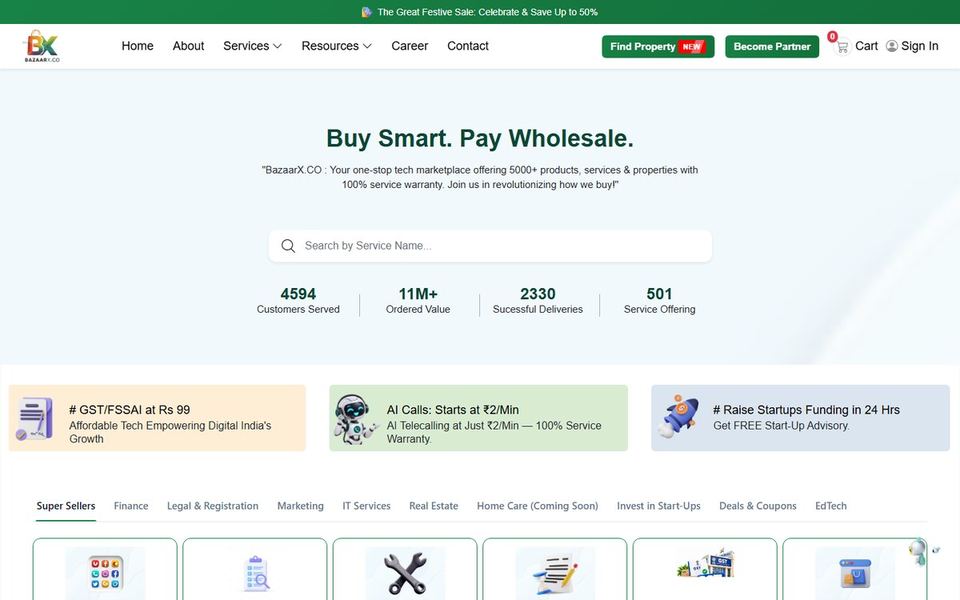 The Great Festive Sale: Celebrate & Save Up to 50%
BX
BAZAARX.CO
Home
About
Services
Resources
Career
Contact
Find Property NEW
Become Partner
0
Cart
Sign In
Buy Smart. Pay Wholesale.
"BazaarX.CO : Your one-stop tech marketplace offering 5000+ products, services & properties with
100% service warranty. Join us in revolutionizing how we buy!"
Search by Service Name...
4594
Customers Served
11M+
Ordered Value
2330
Sucessful Deliveries
501
Service Offering
# GST/FSSAI at Rs 99
Affordable Tech Empowering Digital India's
Growth
AI Calls: Starts at ₹2/Min
AI Telecalling at Just ₹2/Min — 100% Service
Warranty.
# Raise Startups Funding in 24 Hrs
Get FREE Start-Up Advisory.
Super Sellers
Finance
Legal & Registration
Marketing
IT Services
Real Estate
Home Care (Coming Soon)
Invest in Start-Ups
Deals & Coupons
EdTech
GST